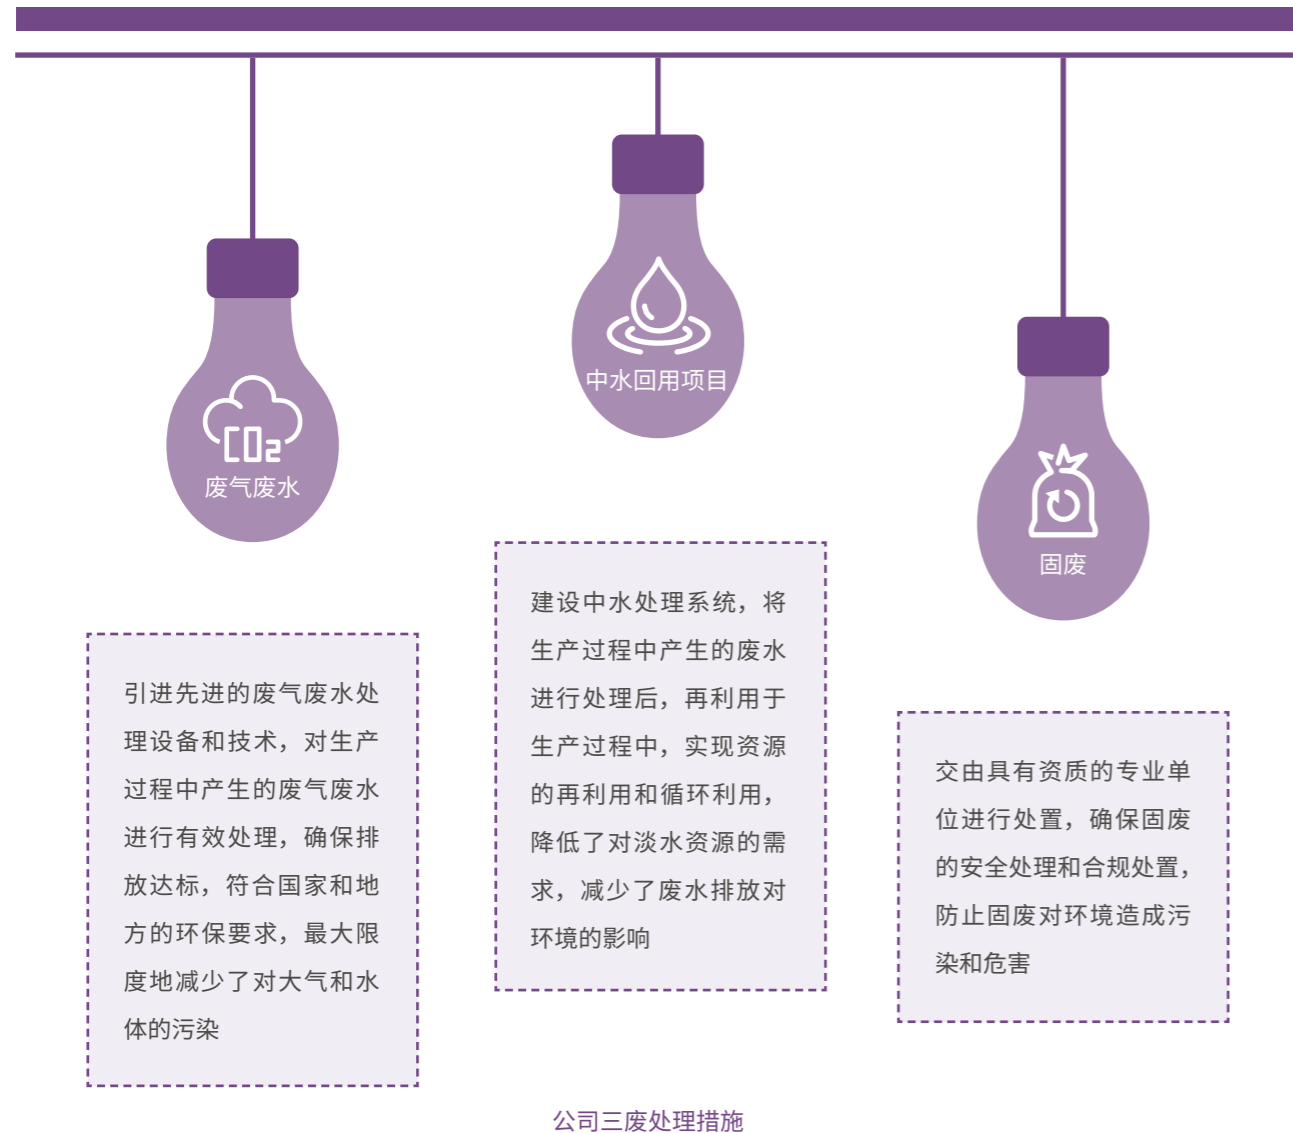 CO2
废气废水
引进先进的废气废水处
理设备和技术，对生产
过程中产生的废气废水
进行有效处理，确保排
放达标，符合国家和地
方的环保要求，最大限
度地减少了对大气和水
体的污染
中水回用项目
建设中水处理系统，将
生产过程中产生的废水
进行处理后，再利用于
生产过程中，实现资源
的再利用和循环利用，
降低了对淡水资源的需
求，减少了废水排放对
环境的影响
固废
交由具有资质的专业单
位进行处置，确保固废
的安全处理和合规处置，
防止固废对环境造成污
染和危害
公司三废处理措施